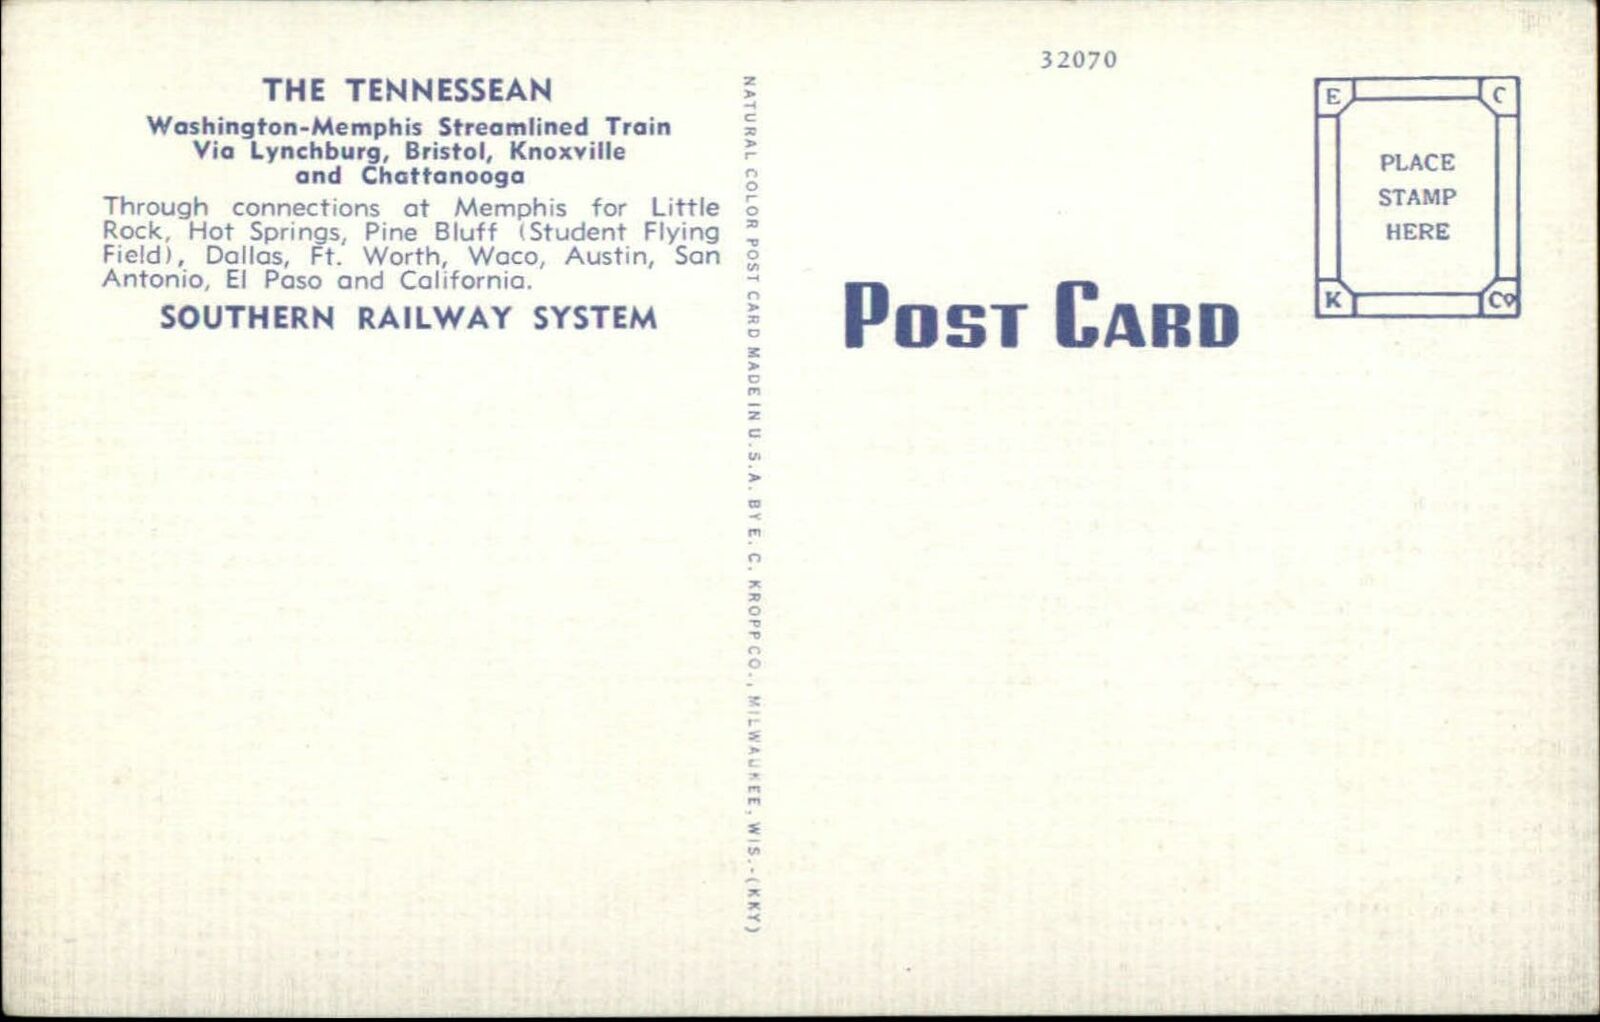 THE TENNESSEAN
Washington-Memphis Streamlined Train
Via Lynchburg, Bristol, Knoxville
and Chattanooga
Through connections at Memphis for Little
Rock, Hot Springs, Pine Bluff (Student Flying
Field), Dallas, Ft. Worth, Waco, Austin, San
Antonio, El Paso and California.
SOUTHERN RAILWAY SYSTEM
NATURAL COLOR POST CARD MADE IN U.S.A. BY E. C. KROPP CO., MILWAUKEE, WIS.-(KKY)
32070
POST CARD
E C
PLACE
STAMP
HERE
K Co